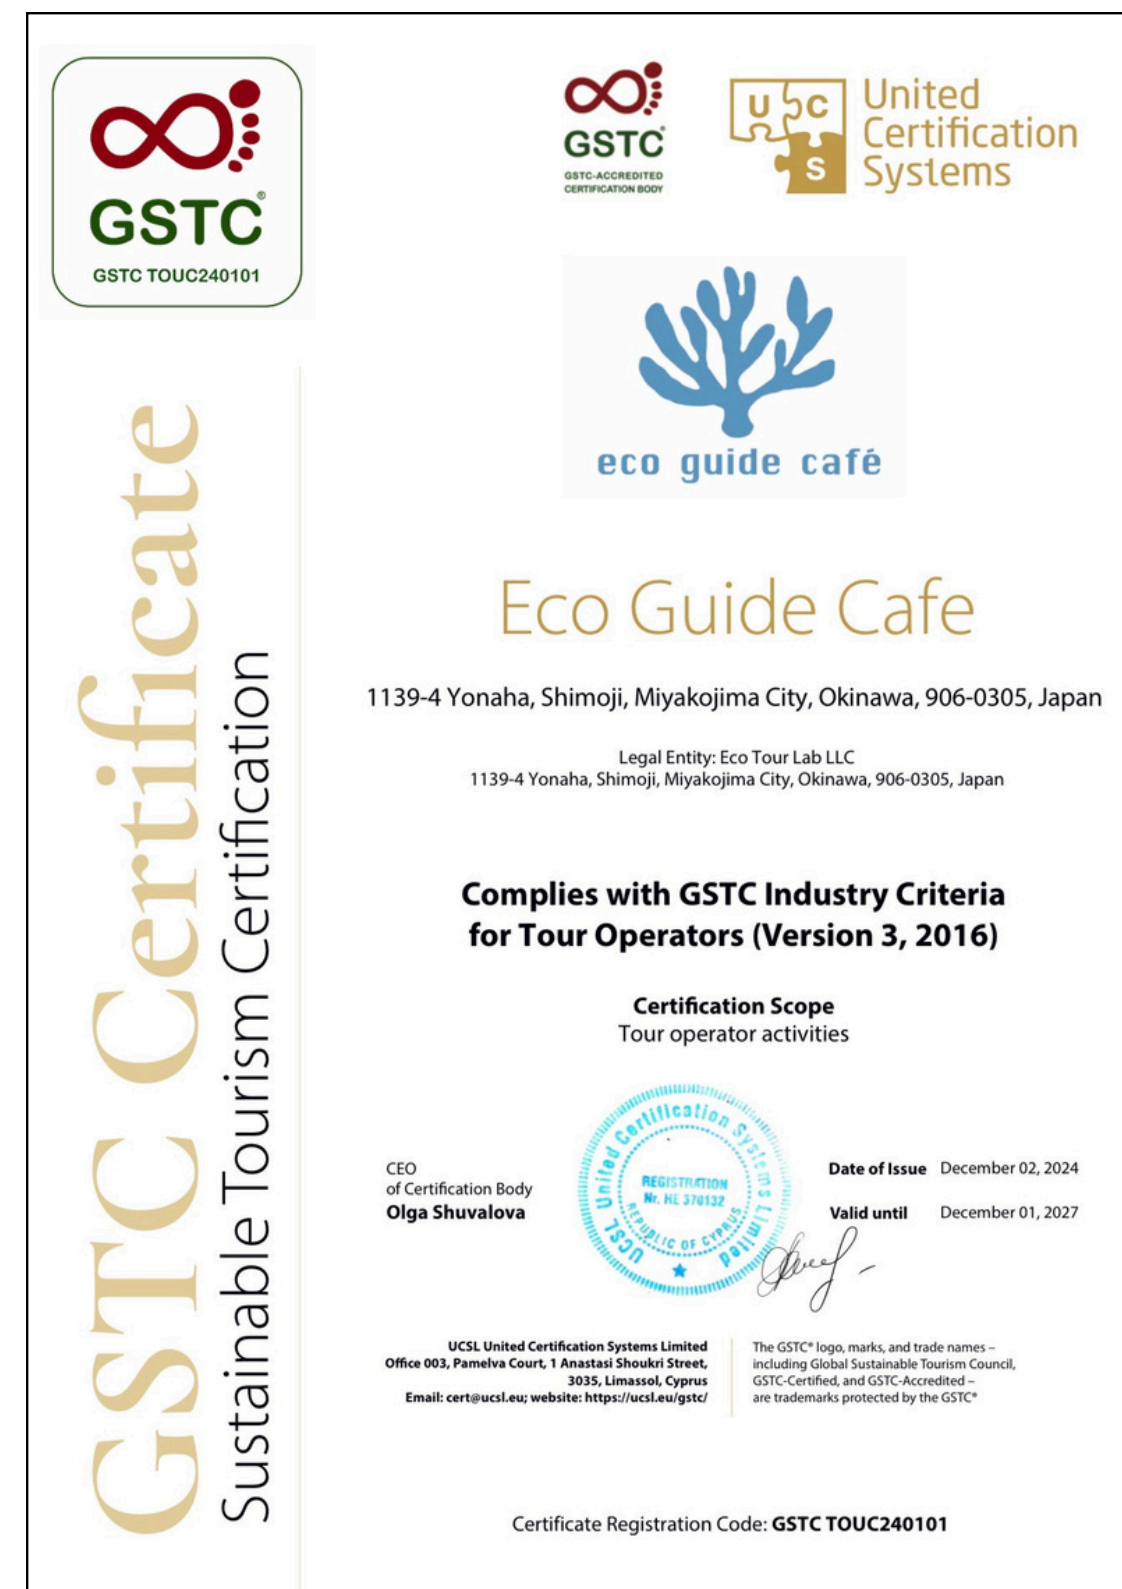 GSTC®
GSTC TOUC240101
GSTC®
GSTC-ACCREDITED
CERTIFICATION BODY
U C
S
United
Certification
Systems
eco guide café
GSTC Certificate
Sustainable Tourism Certification
Eco Guide Cafe
1139-4 Yonaha, Shimoji, Miyakojima City, Okinawa, 906-0305, Japan
Legal Entity: Eco Tour Lab LLC
1139-4 Yonaha, Shimoji, Miyakojima City, Okinawa, 906-0305, Japan
Complies with GSTC Industry Criteria
for Tour Operators (Version 3, 2016)
Certification Scope
Tour operator activities
CEO
of Certification Body
Olga Shuvalova
UCSL United Certification Systems Limited
REGISTRATION
Nr. HE 370132
REPUBLIC OF CYPRUS
Date of Issue December 02, 2024
Valid until December 01, 2027
UCSL United Certification Systems Limited
Office 003, Pamelva Court, 1 Anastasi Shoukri Street,
3035, Limassol, Cyprus
Email: cert@ucsl.eu; website: https://ucsl.eu/gstc/
The GSTC® logo, marks, and trade names –
including Global Sustainable Tourism Council,
GSTC-Certified, and GSTC-Accredited –
are trademarks protected by the GSTC®
Certificate Registration Code: GSTC TOUC240101